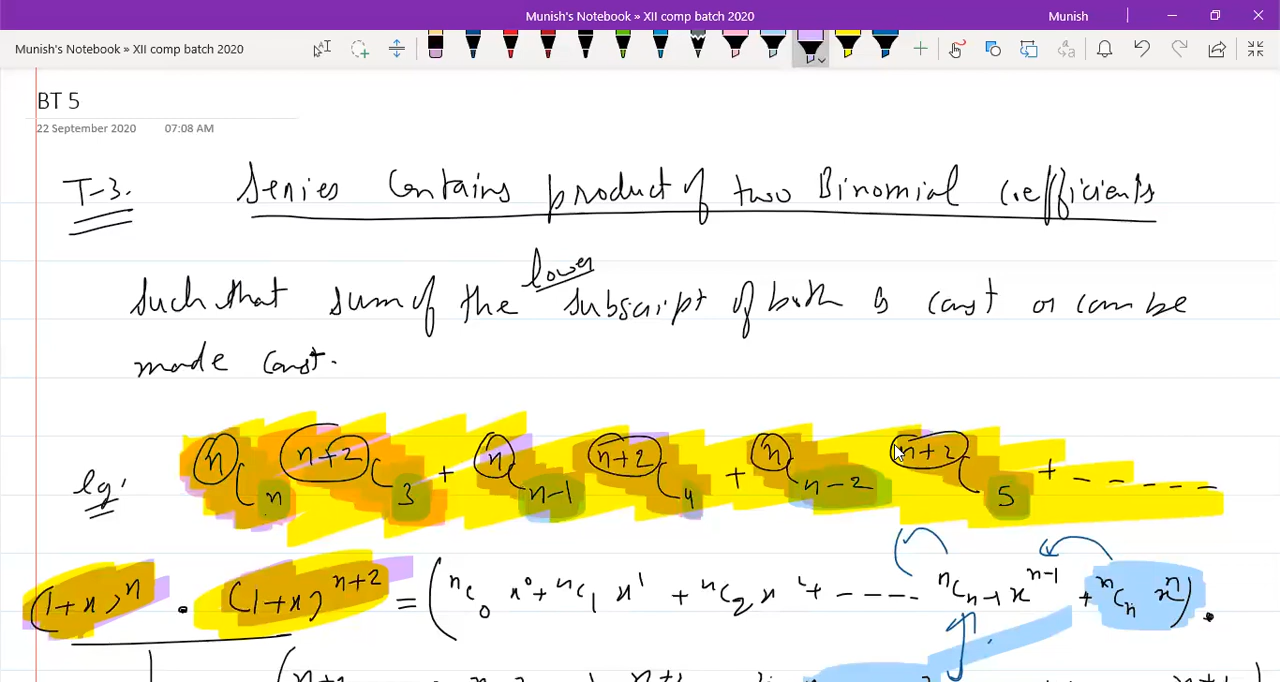 Munish's Notebook » XII comp batch 2020
Munish
Munish's Notebook » XII comp batch 2020
BT 5
22 September 2020 07:08 AM
T-3. Series Contains product of two Binomial coefficients
lower
Such that sum of the subscript of both is const or can be
made const.
eg: ⁿCₙ ⁿ⁺²C₃ + ⁿCₙ₋₁ ⁿ⁺²C₄ + ⁿCₙ₋₂ ⁿ⁺²C₅ + - - - - -
(1+x)ⁿ . (1+x)ⁿ⁺² = (ⁿC₀ x⁰ + ⁿC₁ x¹ + ⁿC₂ x² + - - - - ⁿCₙ₋₁ xⁿ⁻¹ + ⁿCₙ xⁿ).